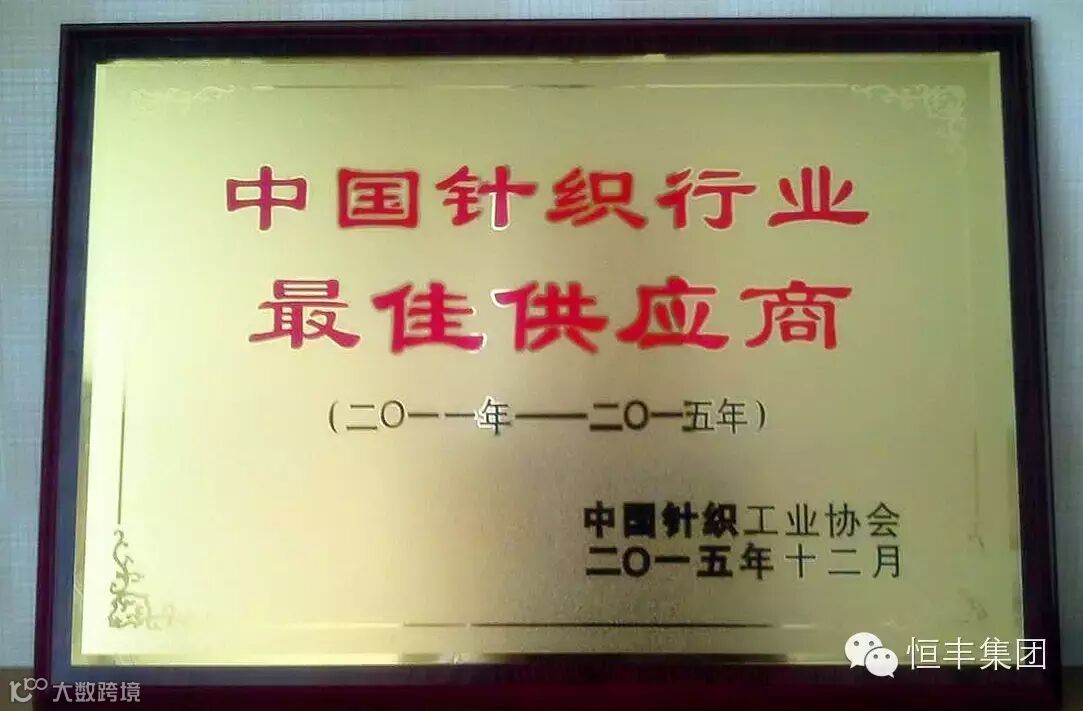 中国针织行业
最佳供应商
(二〇一一年——二〇一五年)
中国针织工业协会
二〇一五年十二月
恒丰集团
大数跨境